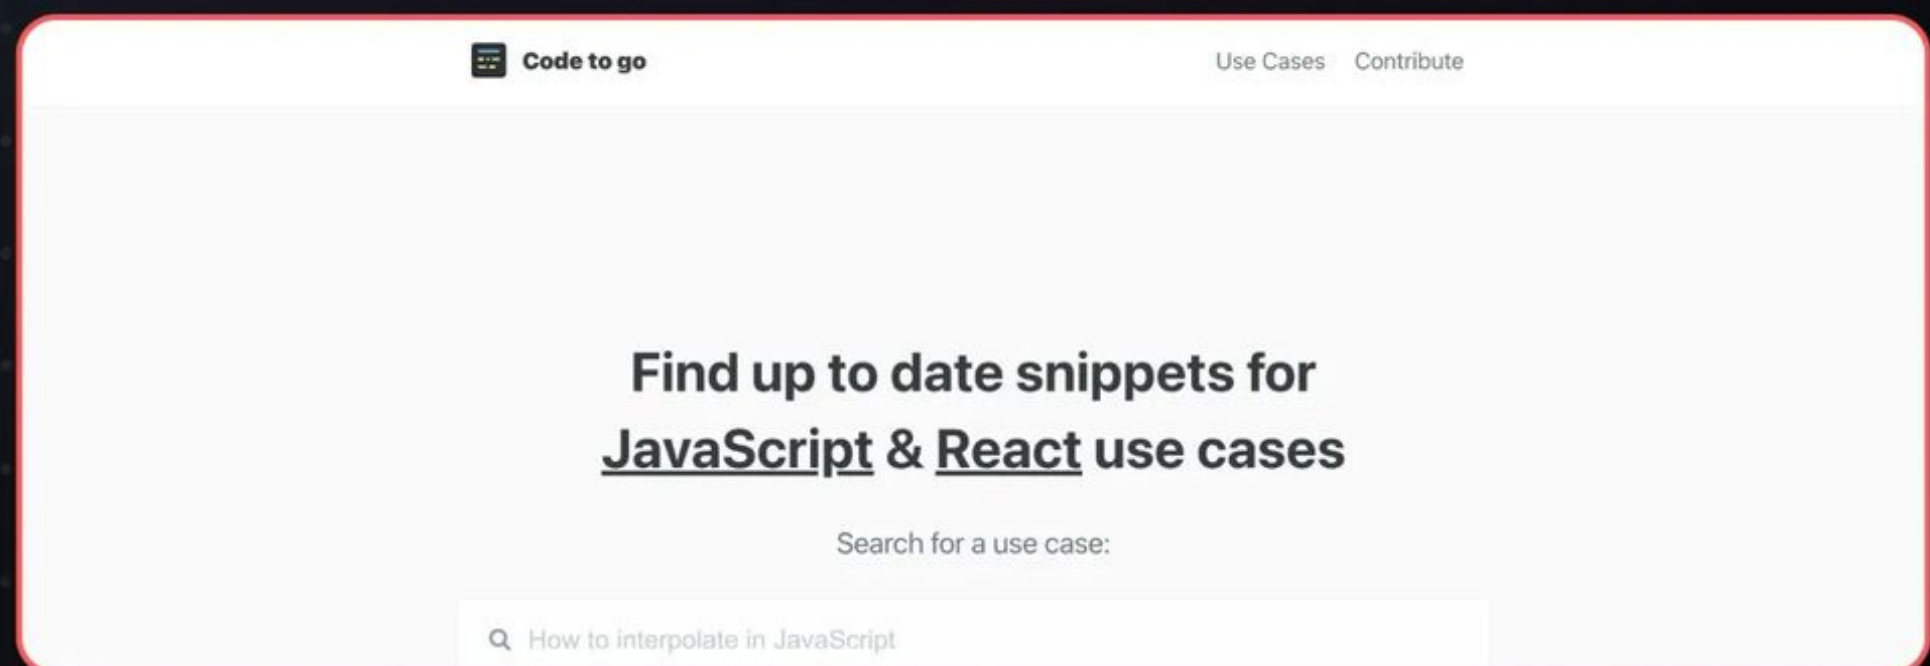 Code to go
Use Cases Contribute
Find up to date snippets for
JavaScript & React use cases
Search for a use case:
How to interpolate in JavaScript